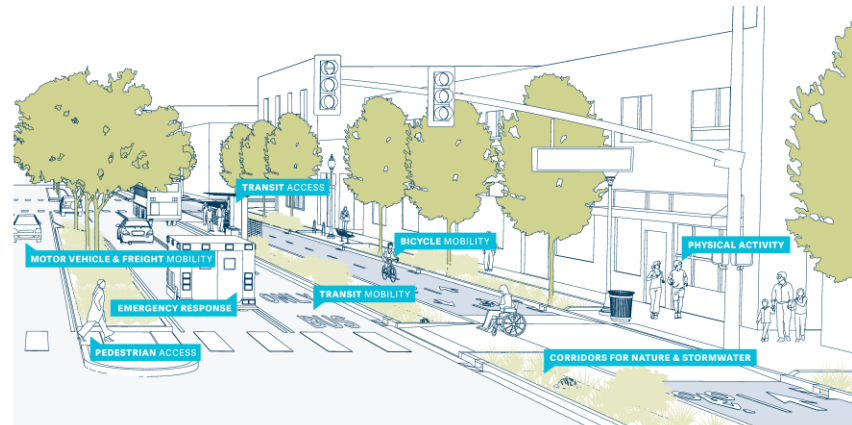 TRANSIT ACCESS
BICYCLE MOBILITY
PHYSICAL ACTIVITY
MOTOR VEHICLE & FREIGHT MOBILITY
TRANSIT MOBILITY
EMERGENCY RESPONSE
ONLY
BUS
PEDESTRIAN ACCESS
CORRIDORS FOR NATURE & STORMWATER